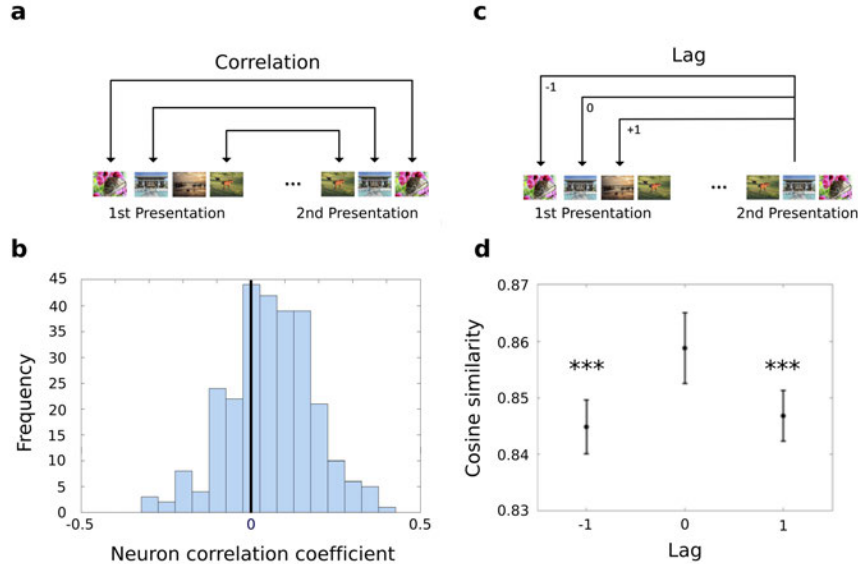 a
Correlation
1st Presentation
...
2nd Presentation
c
Lag
-1
0
+1
1st Presentation
...
2nd Presentation
b
Frequency
45
40
35
30
25
20
15
10
5
0
-0.5
0
0.5
Neuron correlation coefficient
d
Cosine similarity
0.87
0.86
0.85
0.84
0.83
***
***
-1
0
1
Lag